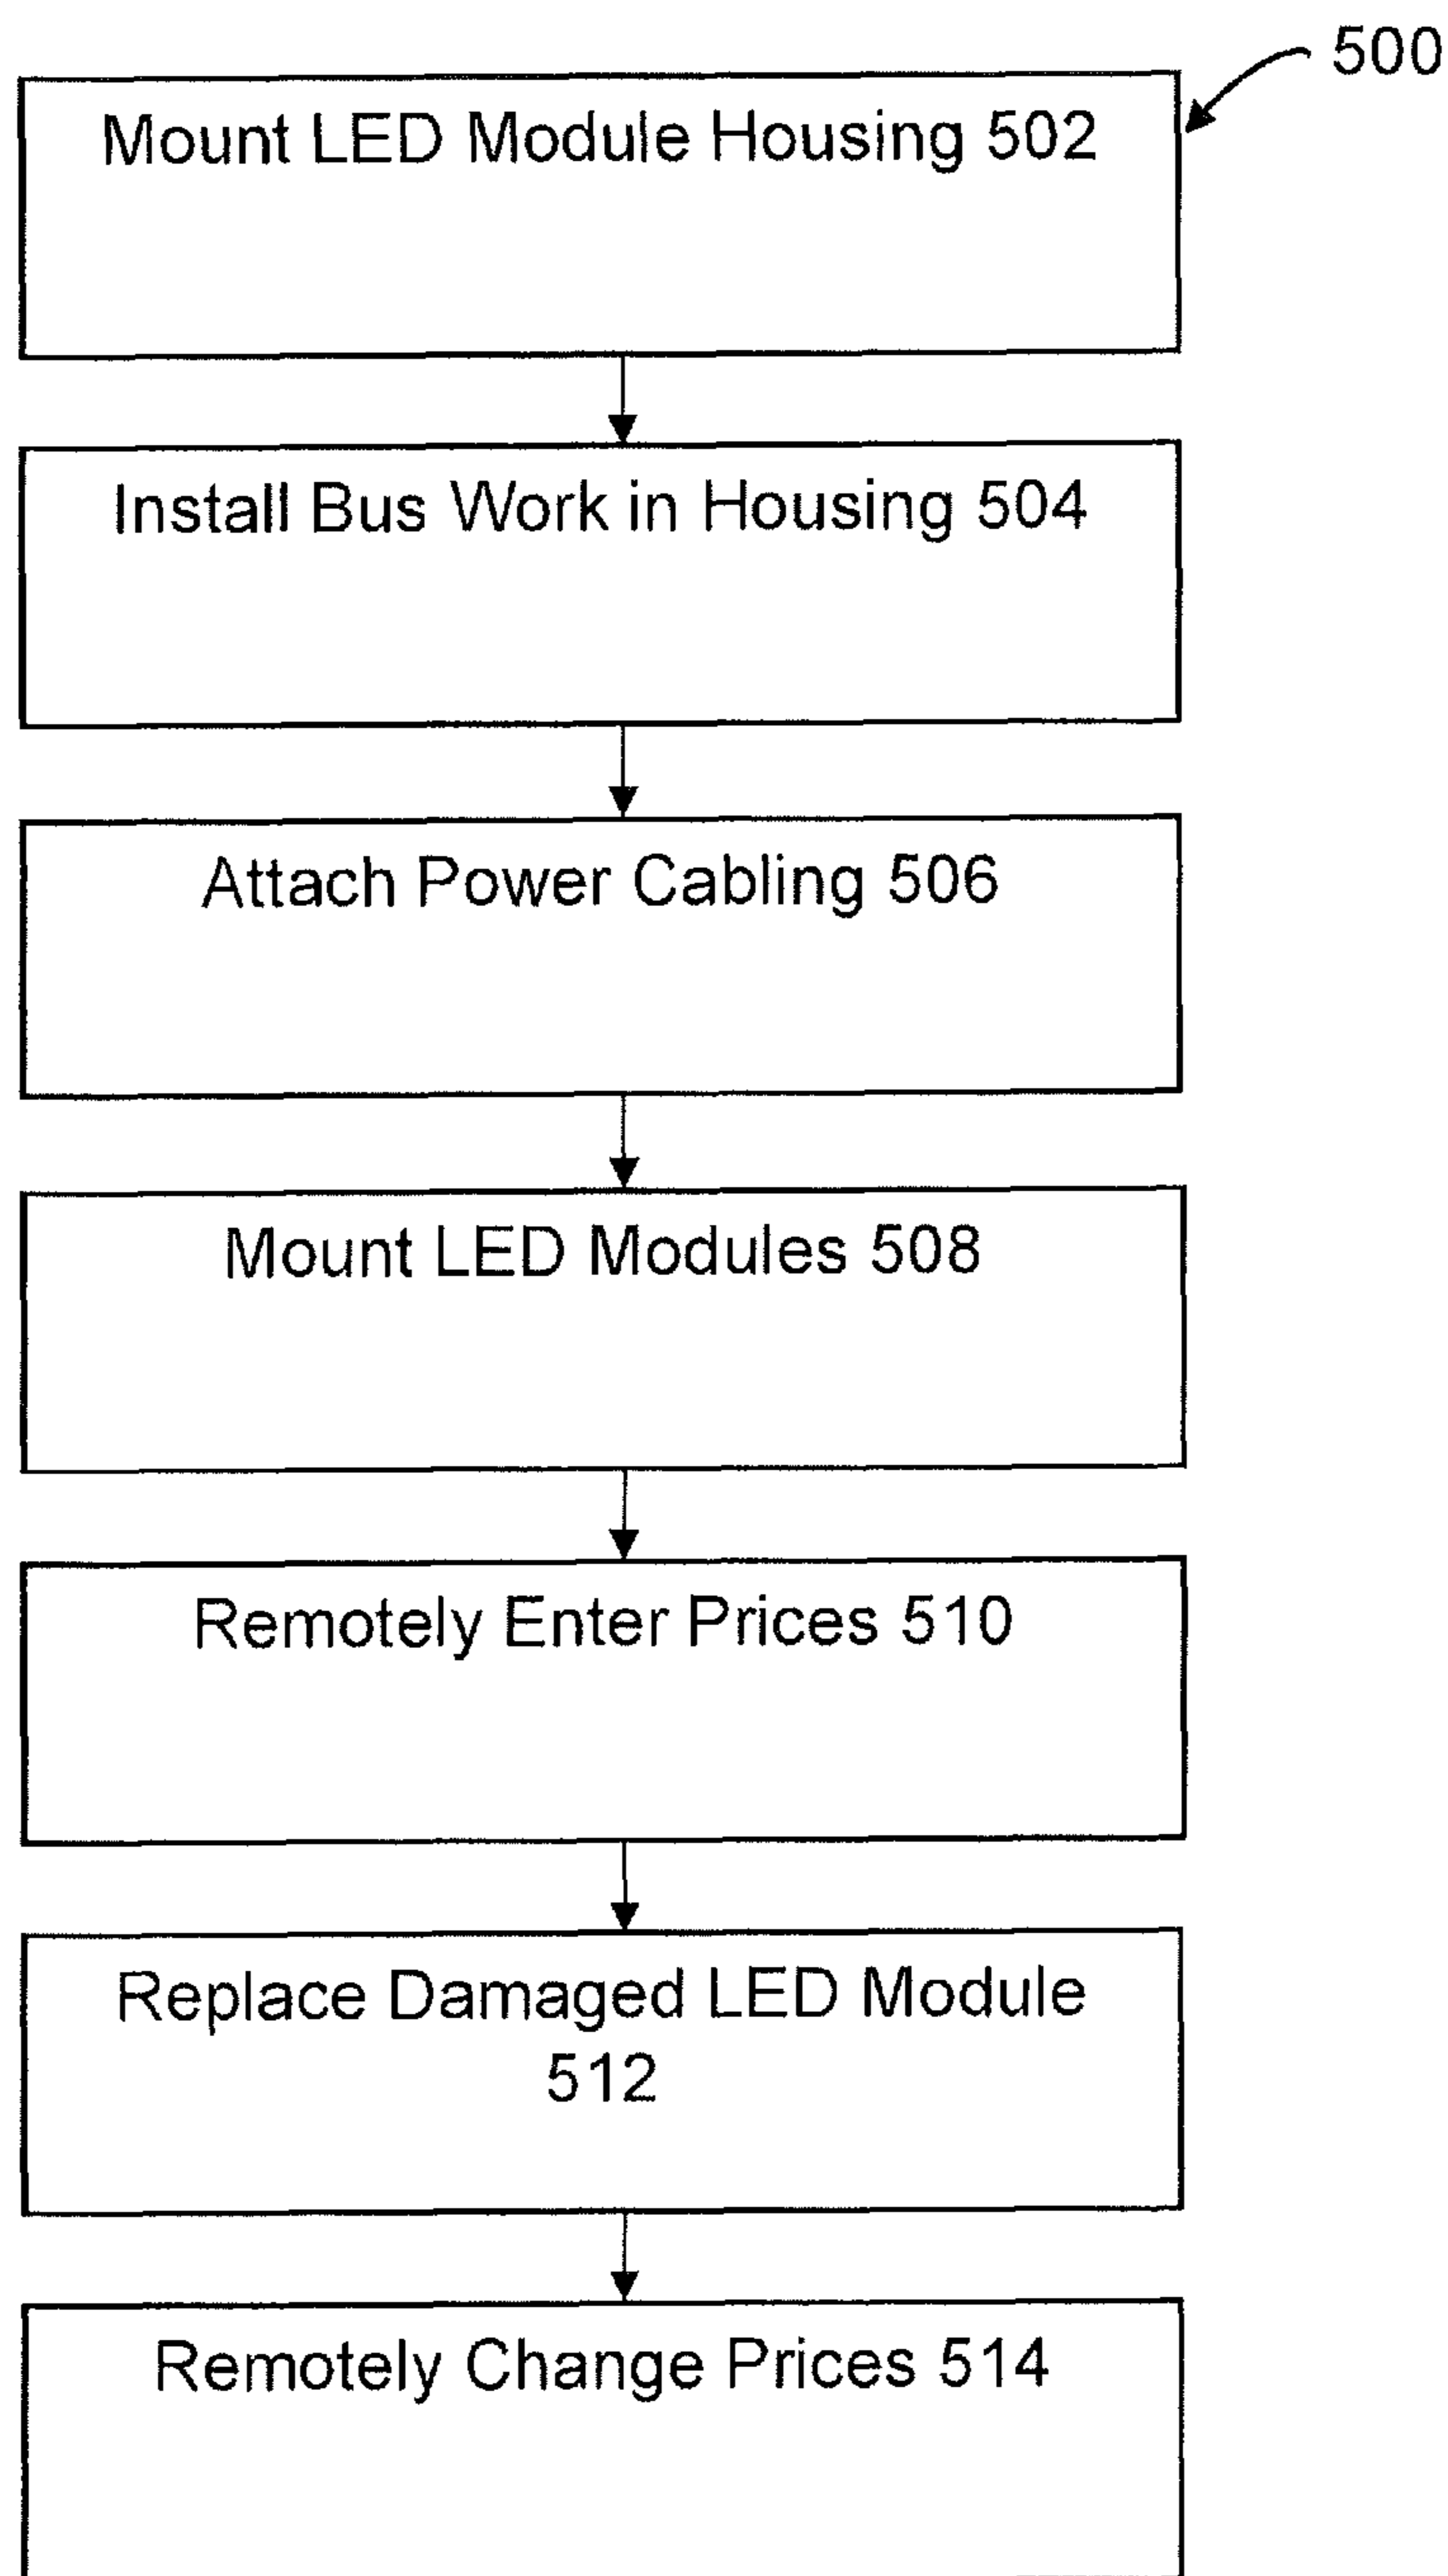 500
Mount LED Module Housing 502
Install Bus Work in Housing 504
Attach Power Cabling 506
Mount LED Modules 508
Remotely Enter Prices 510
Replace Damaged LED Module
512
Remotely Change Prices 514